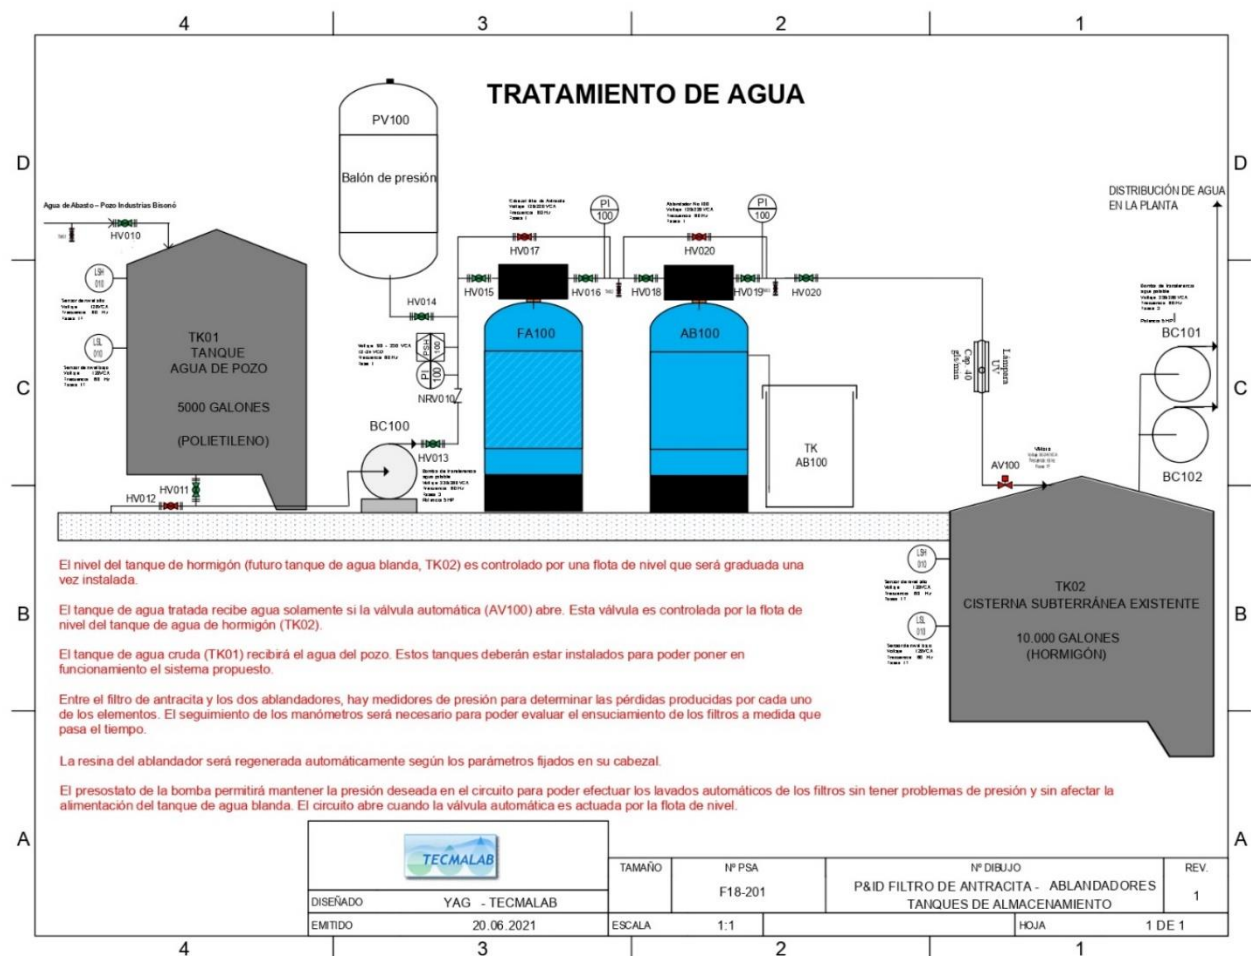 4
3
2
1
TRATAMIENTO DE AGUA
D
D
PV100
Balón de presión
Agua de Abasto – Pozo Industrias Bisonó
HV010
PI
100
PI
100
DISTRIBUCIÓN DE AGUA
EN LA PLANTA
HV017
HV020
LSH
010
HV015
HV016
HV018
HV019
HV020
HV014
TK01
TANQUE
AGUA DE POZO
5000 GALONES
(POLIETILENO)
LSL
010
FA100
AB100
PSH
100
PI
100
NRV010
Lámpara
UV
BC101
C
C
BC100
HV013
TK
AB100
AV100
BC102
HV011
HV012
El nivel del tanque de hormigón (futuro tanque de agua blanda, TK02) es controlado por una flota de nivel que será graduada una
vez instalada.
El tanque de agua tratada recibe agua solamente si la válvula automática (AV100) abre. Esta válvula es controlada por la flota de
nivel del tanque de agua de hormigón (TK02).
El tanque de agua cruda (TK01) recibirá el agua del pozo. Estos tanques deberán estar instalados para poder poner en
funcionamiento el sistema propuesto.
Entre el filtro de antracita y los dos ablandadores, hay medidores de presión para determinar las pérdidas producidas por cada uno
de los elementos. El seguimiento de los manómetros será necesario para poder evaluar el ensuciamiento de los filtros a medida que
pasa el tiempo.
La resina del ablandador será regenerada automáticamente según los parámetros fijados en su cabezal.
El presostato de la bomba permitirá mantener la presión deseada en el circuito para poder efectuar los lavados automáticos de los filtros sin tener problemas de presión y sin afectar la
alimentación del tanque de agua blanda. El circuito abre cuando la válvula automática es actuada por la flota de nivel.
B
B
LSH
010
LSL
010
TK02
CISTERNA SUBTERRÁNEA EXISTENTE
10.000 GALONES
(HORMIGÓN)
A
A
TECMALAB
DISEÑADO YAG - TECMALAB
EMITIDO 20.06.2021
TAMAÑO
Nº PSA
F18-201
Nº DIBUJO
P&ID FILTRO DE ANTRACITA - ABLANDADORES
TANQUES DE ALMACENAMIENTO
REV.
1
ESCALA 1:1
HOJA 1 DE 1
4
3
2
1